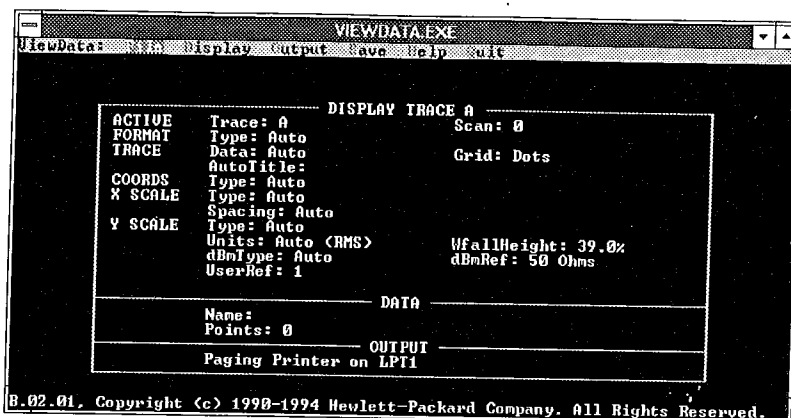 VIEWDATA.EXE
ViewData: Display Output Save Help Quit
DISPLAY TRACE A
ACTIVE Trace: A Scan: 0
FORMAT Type: Auto
TRACE Data: Auto Grid: Dots
AutoTitle:
COORDS Type: Auto
X SCALE Type: Auto
Spacing: Auto
Y SCALE Type: Auto
Units: Auto (RMS) WfallHeight: 39.0%
dBmType: Auto dBmRef: 50 Ohms
UserRef: 1
DATA
Name:
Points: 0
OUTPUT
Paging Printer on LPT1
B.02.01, Copyright (c) 1990-1994 Hewlett-Packard Company. All Rights Reserved.